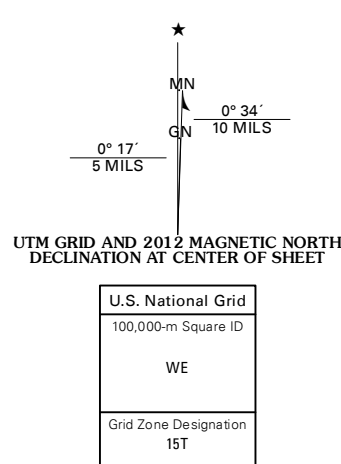 ★
MN
0° 34´
10 MILS
GN
0° 17´
5 MILS
UTM GRID AND 2012 MAGNETIC NORTH
DECLINATION AT CENTER OF SHEET
U.S. National Grid
100,000-m Square ID
WE
Grid Zone Designation
15T